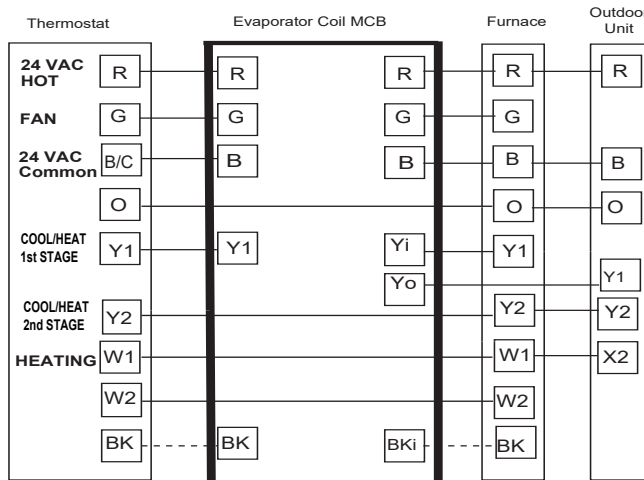 Thermostat Evaporator Coil MCB Furnace Outdoor
Unit
24 VAC
HOT R R R R R
FAN G G G G
24 VAC
Common B/C B B B B
O O O
COOL/HEAT
1st STAGE Y1 Y1 Yi Y1
Yo Y1
COOL/HEAT
2nd STAGE Y2 Y2 Y2
HEATING W1 W1 X2
W2 W2
BK BK BKi BK